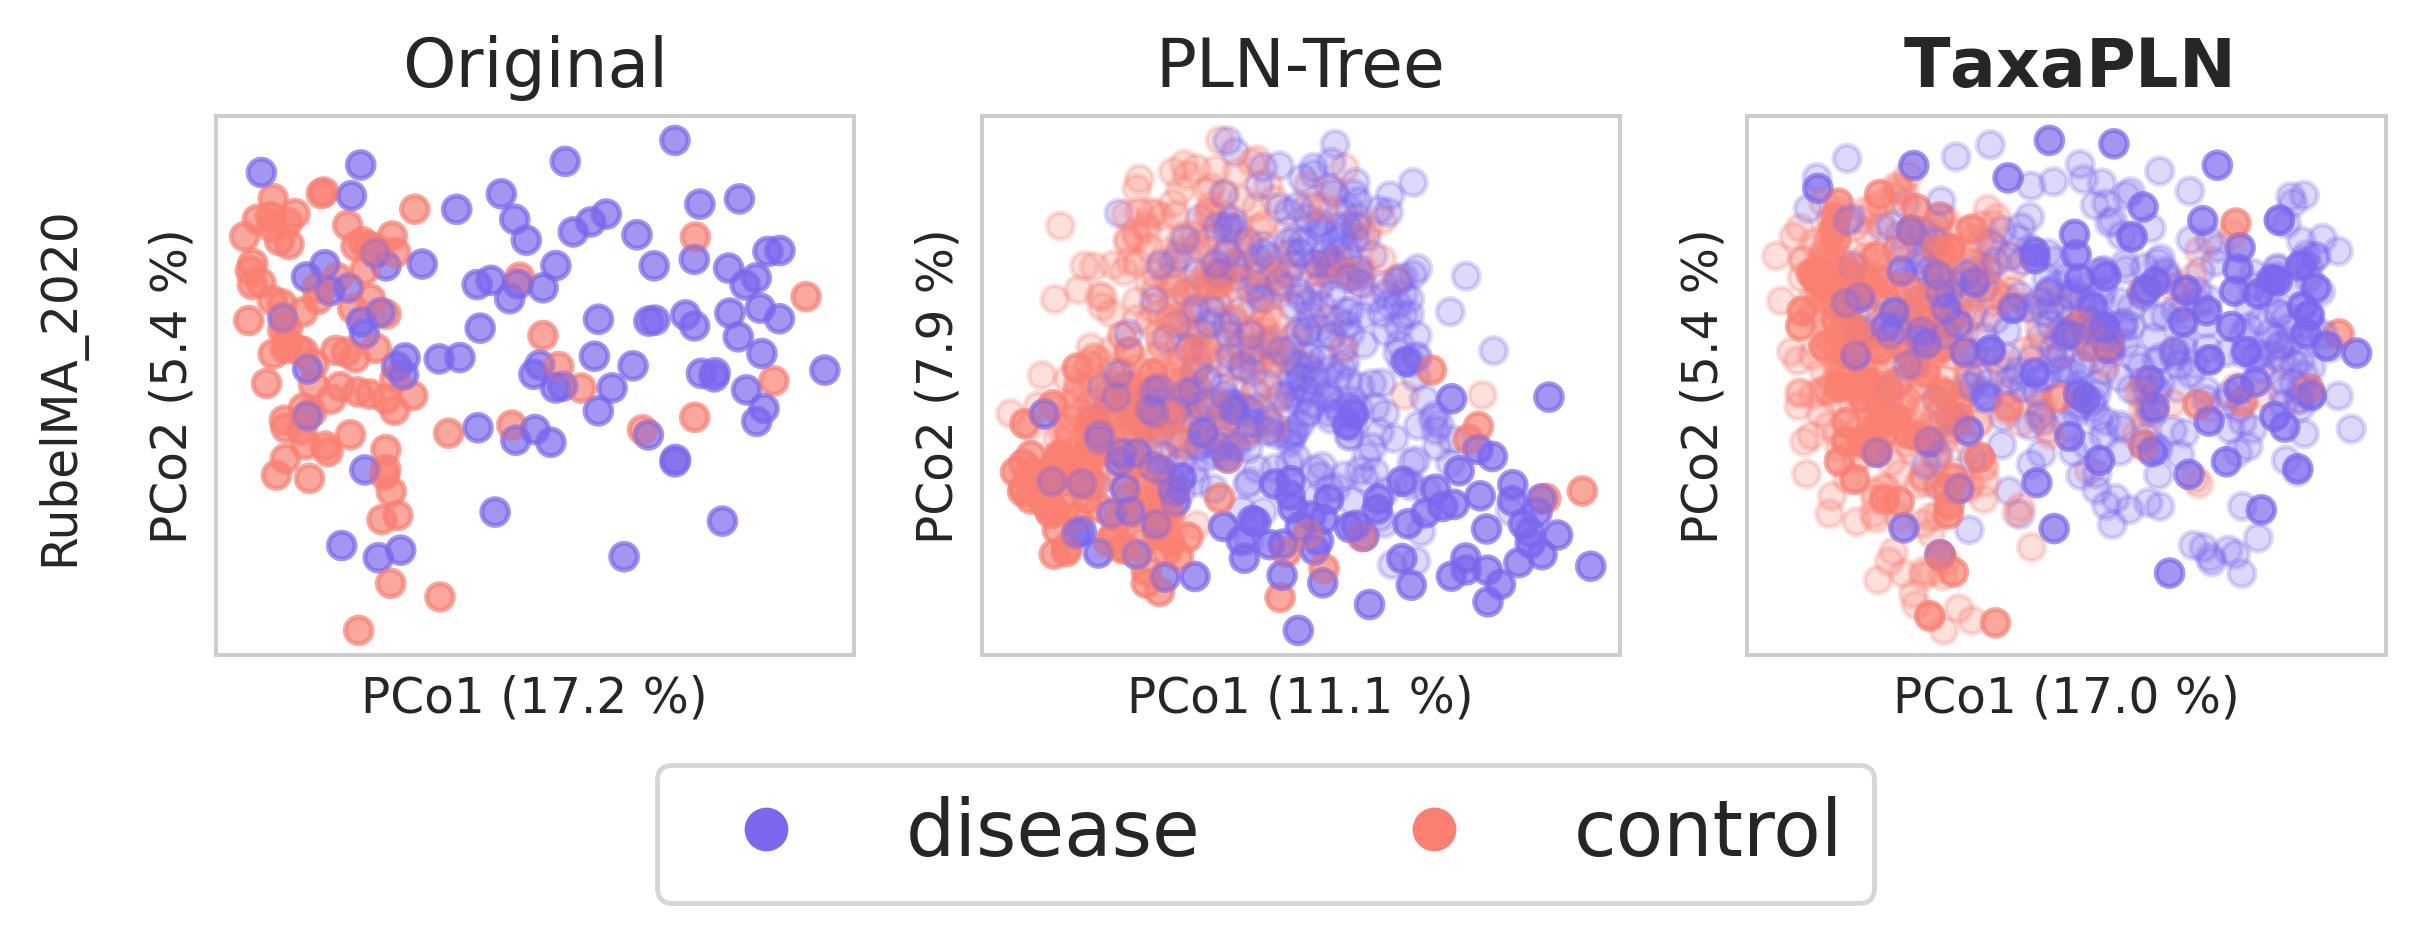 Original
PLN-Tree
TaxaPLN
RubelMA_2020
PCo2 (5.4 %)
PCo2 (7.9 %)
PCo2 (5.4 %)
PCo1 (17.2 %)
PCo1 (11.1 %)
PCo1 (17.0 %)
disease
control